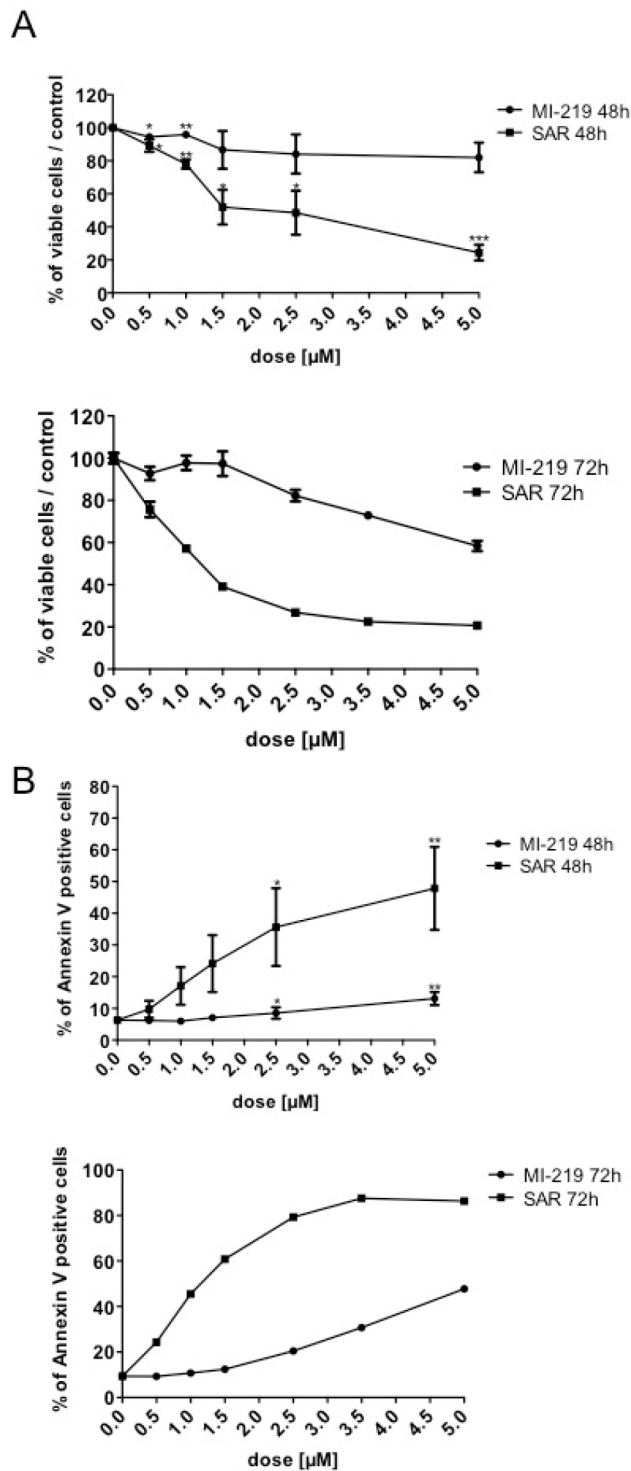 A
% of viable cells / control
120
100
80
60
40
20
0
* **
* ** * * ***
0.0 0.5 1.0 1.5 2.0 2.5 3.0 3.5 4.0 4.5 5.0
dose [µM]
MI-219 48h
SAR 48h
% of viable cells / control
120
100
80
60
40
20
0
0.0 0.5 1.0 1.5 2.0 2.5 3.0 3.5 4.0 4.5 5.0
dose [µM]
MI-219 72h
SAR 72h
B
% of Annexin V positive cells
80
70
60
50
40
30
20
10
0
* **
* **
0.0 0.5 1.0 1.5 2.0 2.5 3.0 3.5 4.0 4.5 5.0
dose [µM]
MI-219 48h
SAR 48h
% of Annexin V positive cells
100
80
60
40
20
0
0.0 0.5 1.0 1.5 2.0 2.5 3.0 3.5 4.0 4.5 5.0
dose [µM]
MI-219 72h
SAR 72h